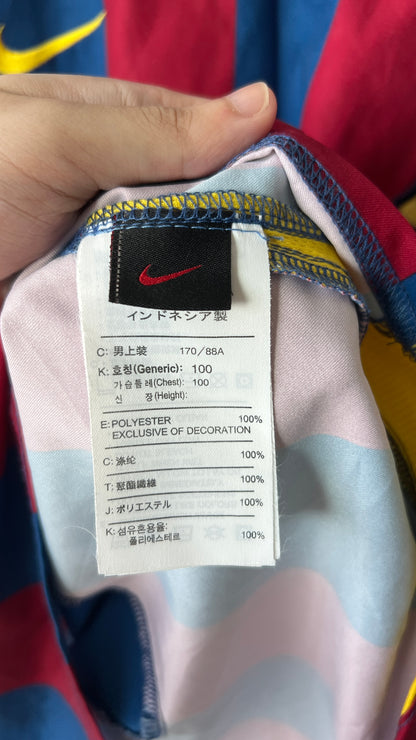 インドネシア製
C: 男上装 170/88A
K: 호칭(Generic): 100
가슴둘레(Chest): 100
신 장(Height):
E: POLYESTER 100%
EXCLUSIVE OF DECORATION
C: 涤纶 100%
T: 聚酯纖維 100%
J: ポリエステル 100%
K: 섬유혼용율:
폴리에스테르 100%